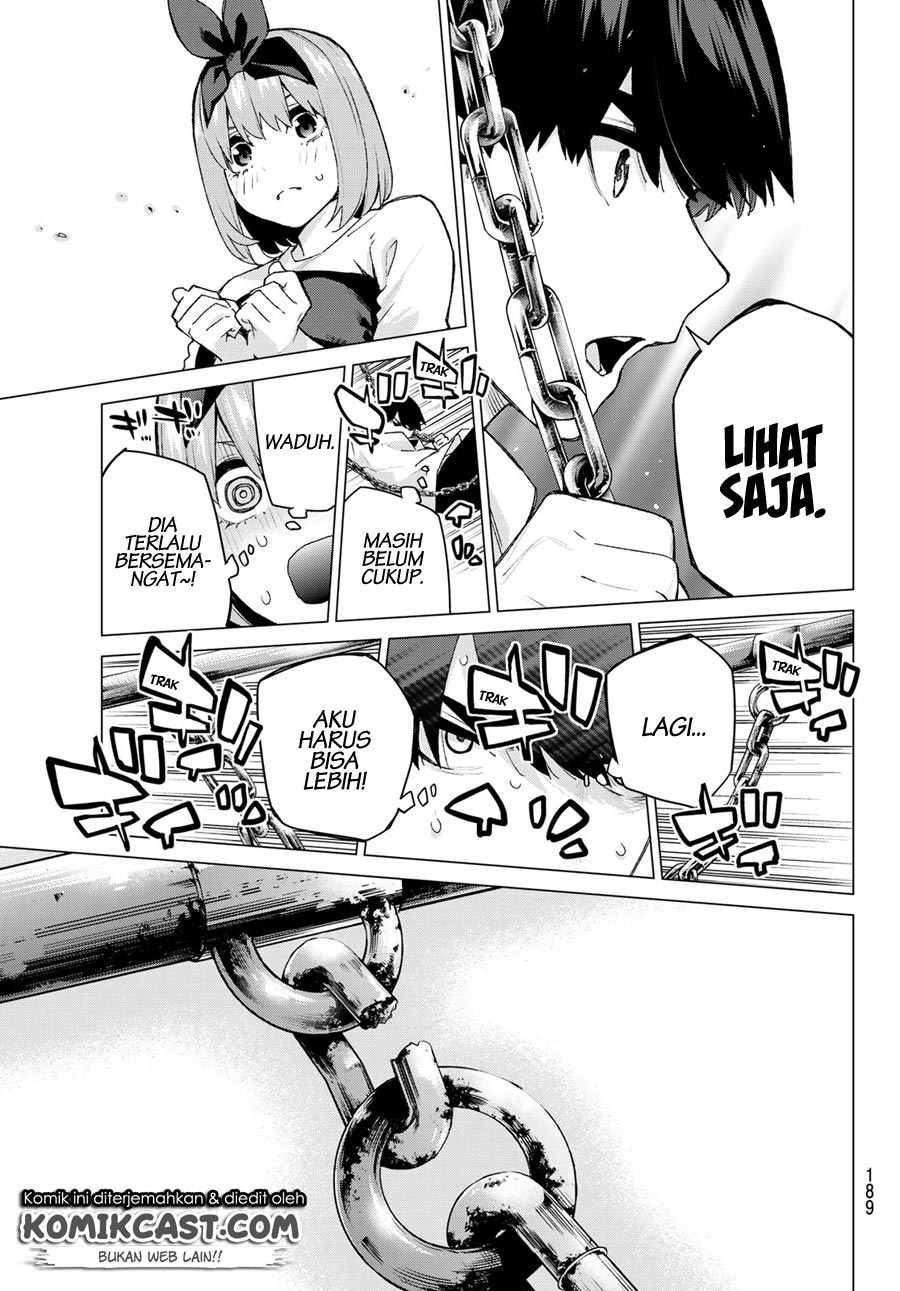 LIHAT
SAJA.
TRAK
TRAK
WADUH.
MASIH
BELUM
CUKUP.
DIA
TERLALU
BERSEMA-
NGAT~!
TRAK
LAGI...
TRAK
AKU
HARUS
BISA
LEBIH!
TRAK
189
Komik ini diterjemahkan & diedit oleh
KOMIKCAST.COM
BUKAN WEB LAIN!!